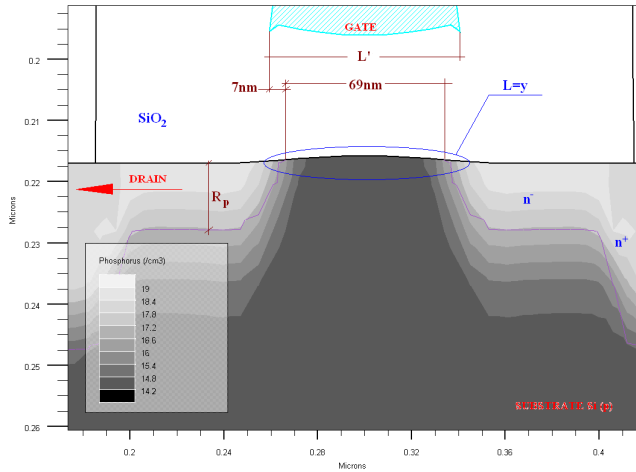 GATE
L'
0.2
7nm
69nm
L=y
0.21
SiO2
DRAIN
0.22
Rp
n-
Microns
0.23
n+
Phosphorus (/cm3)
0.24
19
18.4
17.8
17.2
16.6
16
15.4
14.8
14.2
0.25
0.26
0.2
0.24
0.28
0.32
0.36
0.4
Microns